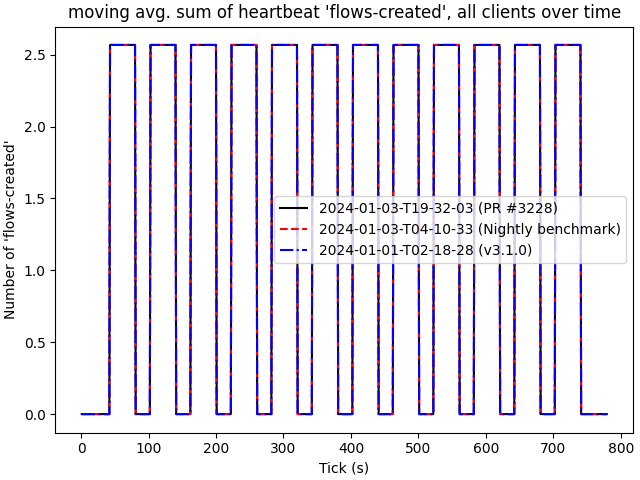 moving avg. sum of heartbeat 'flows-created', all clients over time
Number of 'flows-created'
2.5
2.0
1.5
1.0
0.5
0.0
2024-01-03-T19-32-03 (PR #3228)
2024-01-03-T04-10-33 (Nightly benchmark)
2024-01-01-T02-18-28 (v3.1.0)
0 100 200 300 400 500 600 700 800
Tick (s)